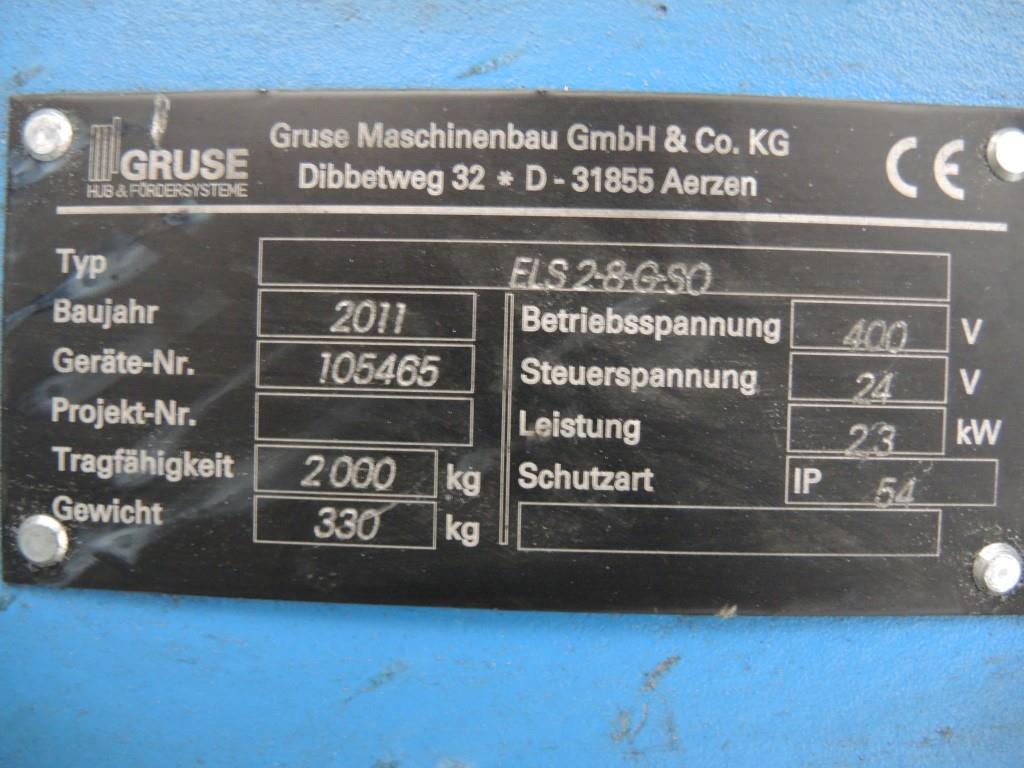 GRUSE
HUB & FÖRDERSYSTEME
Gruse Maschinenbau GmbH & Co. KG
Dibbetweg 32 * D - 31855 Aerzen
CE
Typ ELS 2-8-G-SO
Baujahr 2011
Geräte-Nr. 105465
Projekt-Nr.
Tragfähigkeit 2000 kg
Gewicht 330 kg
Betriebsspannung 400 V
Steuerspannung 24 V
Leistung 2,3 kW
Schutzart IP 54